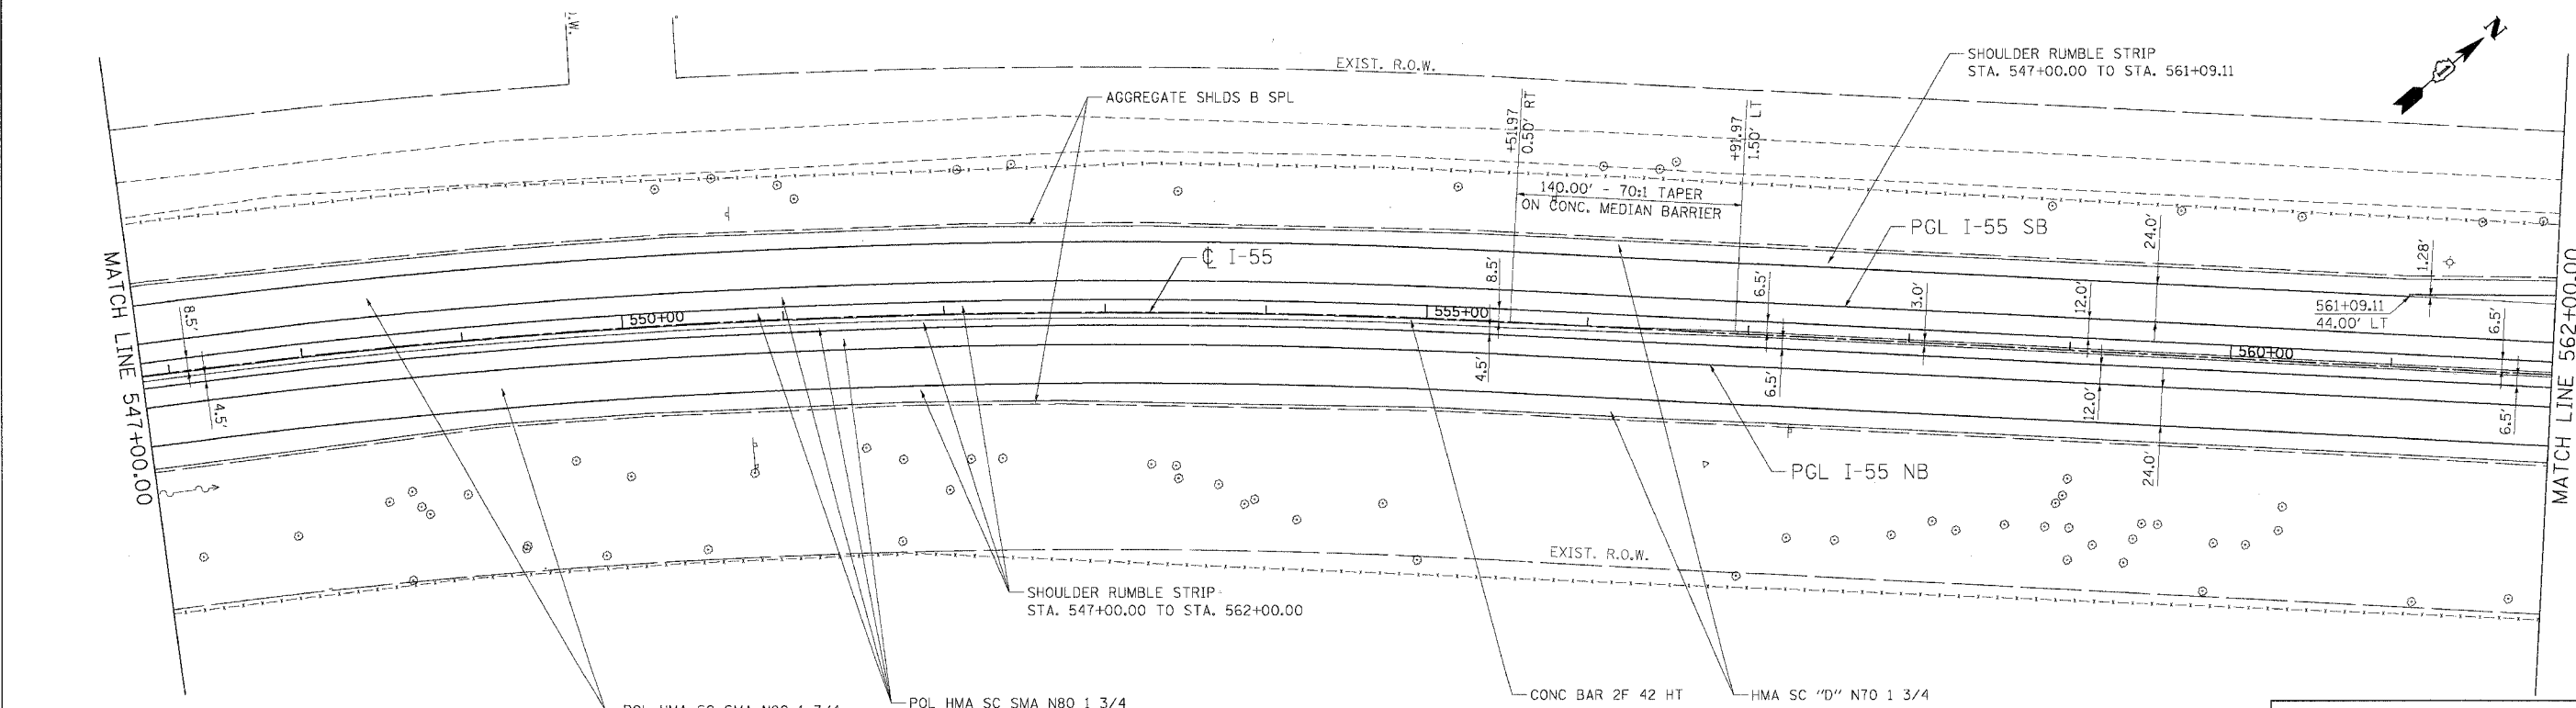 .W.
N
EXIST. R.O.W.
SHOULDER RUMBLE STRIP
STA. 547+00.00 TO STA. 561+09.11
AGGREGATE SHLDS B SPL
+51.97
0.50' RT
+91.97
1.50' LT
140.00' - 70:1 TAPER
ON CONC. MEDIAN BARRIER
PGL I-55 SB
24.0'
1.28'
℄ I-55
MATCH LINE 547+00.00
8.5'
4.5'
550+00
8.5'
555+00
4.5'
6.5'
6.5'
3.0'
12.0'
12.0'
24.0'
561+09.11
44.00' LT
560+00
6.5'
6.5'
MATCH LINE 562+00.00
PGL I-55 NB
EXIST. R.O.W.
SHOULDER RUMBLE STRIP
STA. 547+00.00 TO STA. 562+00.00
POL HMA SC SMA N80 1 3/4
CONC BAR 2F 42 HT
HMA SC "D" N70 1 3/4